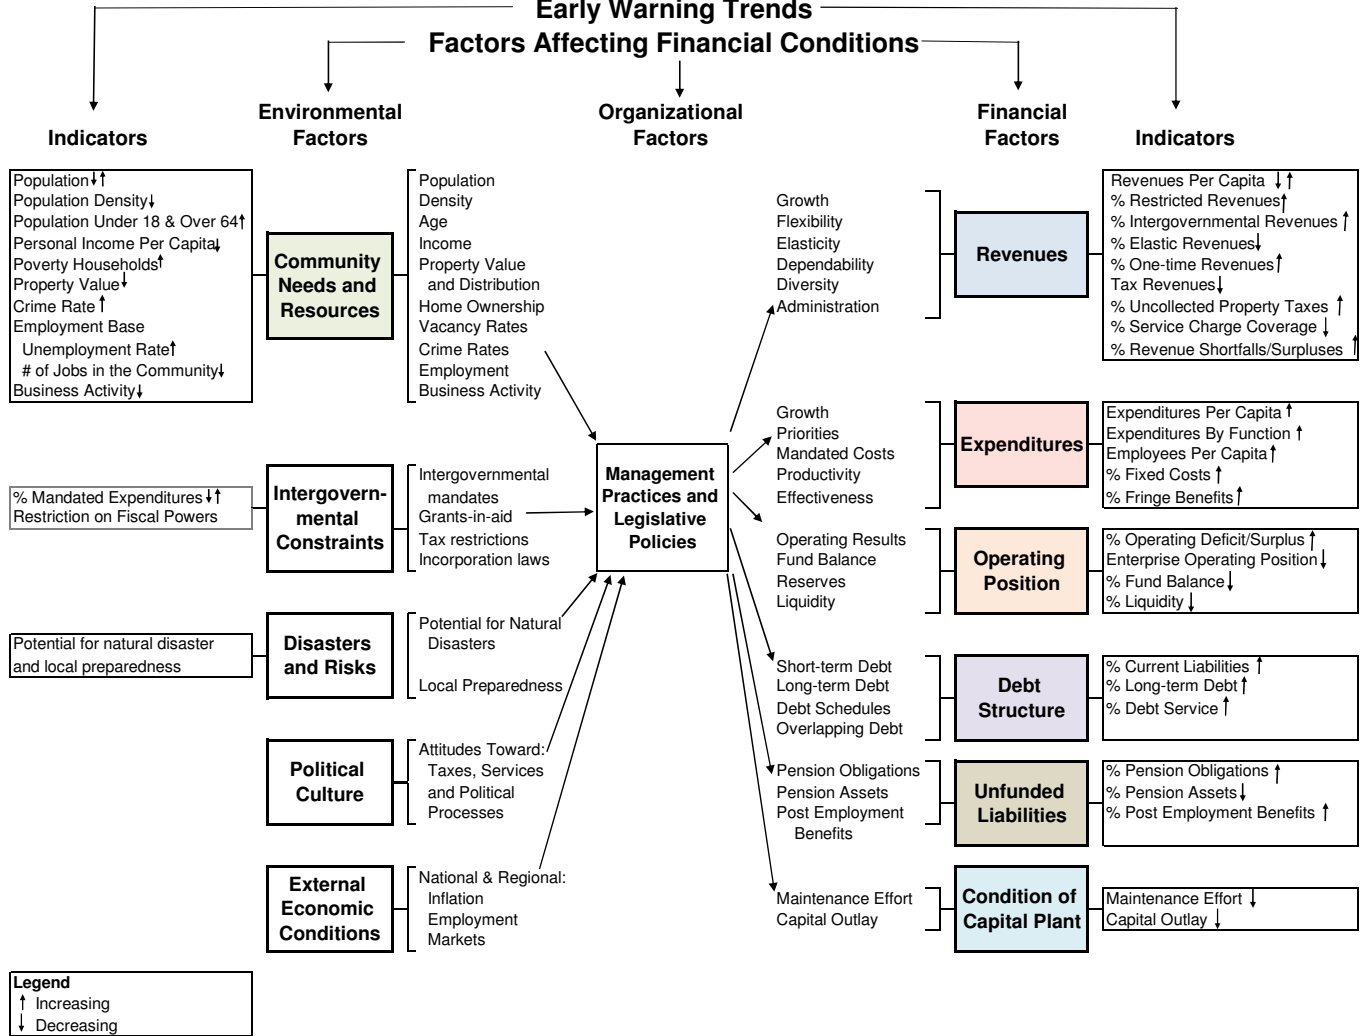 Early Warning Trends
Factors Affecting Financial Conditions
Indicators
Environmental
Factors
Organizational
Factors
Financial
Factors
Indicators
Population↓↑
Population Density↓
Population Under 18 & Over 64↑
Personal Income Per Capita↓
Poverty Households↑
Property Value↓
Crime Rate↑
Employment Base
Unemployment Rate↑
# of Jobs in the Community↓
Business Activity↓
Community
Needs and
Resources
Population
Density
Age
Income
Property Value
and Distribution
Home Ownership
Vacancy Rates
Crime Rates
Employment
Business Activity
% Mandated Expenditures↓↑
Restriction on Fiscal Powers
Intergovern-
mental
Constraints
Intergovernmental
mandates
Grants-in-aid
Tax restrictions
Incorporation laws
Potential for natural disaster
and local preparedness
Disasters
and Risks
Potential for Natural
Disasters
Local Preparedness
Political
Culture
Attitudes Toward:
Taxes, Services
and Political
Processes
External
Economic
Conditions
National & Regional:
Inflation
Employment
Markets
Management
Practices and
Legislative
Policies
Growth
Flexibility
Elasticity
Dependability
Diversity
Administration
Revenues
Revenues Per Capita ↓↑
% Restricted Revenues↑
% Intergovernmental Revenues ↑
% Elastic Revenues↓
% One-time Revenues↑
Tax Revenues↓
% Uncollected Property Taxes ↑
% Service Charge Coverage ↓
% Revenue Shortfalls/Surpluses ↑
Growth
Priorities
Mandated Costs
Productivity
Effectiveness
Expenditures
Expenditures Per Capita ↑
Expenditures By Function ↑
Employees Per Capita↑
% Fixed Costs ↑
% Fringe Benefits↑
Operating Results
Fund Balance
Reserves
Liquidity
Operating
Position
% Operating Deficit/Surplus ↑
Enterprise Operating Position↓
% Fund Balance↓
% Liquidity ↓
Short-term Debt
Long-term Debt
Debt Schedules
Overlapping Debt
Debt
Structure
% Current Liabilities ↑
% Long-term Debt↑
% Debt Service ↑
Pension Obligations
Pension Assets
Post Employment
Benefits
Unfunded
Liabilities
% Pension Obligations ↑
% Pension Assets↓
% Post Employment Benefits ↑
Maintenance Effort
Capital Outlay
Condition of
Capital Plant
Maintenance Effort ↓
Capital Outlay ↓
Legend
↑ Increasing
↓ Decreasing